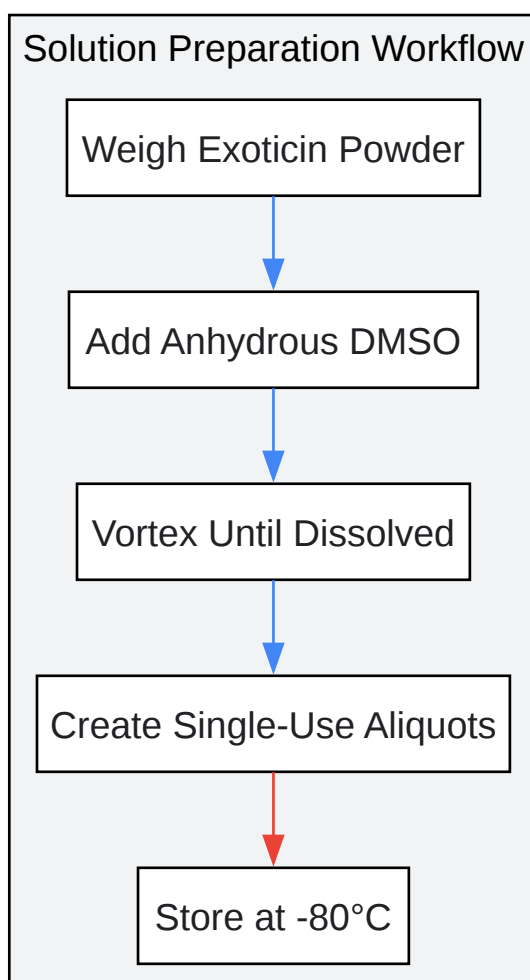 Solution Preparation Workflow
Weigh Exoticin Powder
Add Anhydrous DMSO
Vortex Until Dissolved
Create Single-Use Aliquots
Store at -80°C